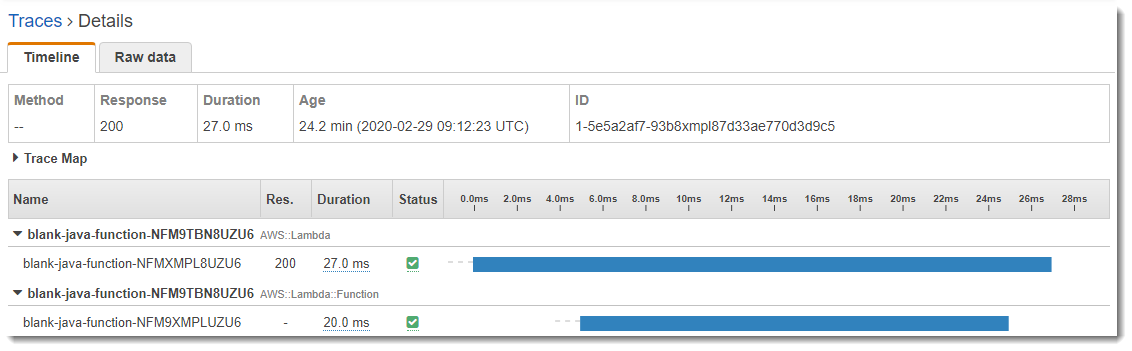 Traces > Details
Timeline Raw data
Method Response Duration Age ID
-- 200 27.0 ms 24.2 min (2020-02-29 09:12:23 UTC) 1-5e5a2af7-93b8xmpl87d33ae770d3d9c5
Trace Map
Name Res. Duration Status 0.0ms 2.0ms 4.0ms 6.0ms 8.0ms 10ms 12ms 14ms 16ms 18ms 20ms 22ms 24ms 26ms 28ms
blank-java-function-NFM9TBN8UZU6 AWS::Lambda
blank-java-function-NFMXMPL8UZU6 200 27.0 ms
blank-java-function-NFM9TBN8UZU6 AWS::Lambda::Function
blank-java-function-NFM9XMPLUZU6 - 20.0 ms